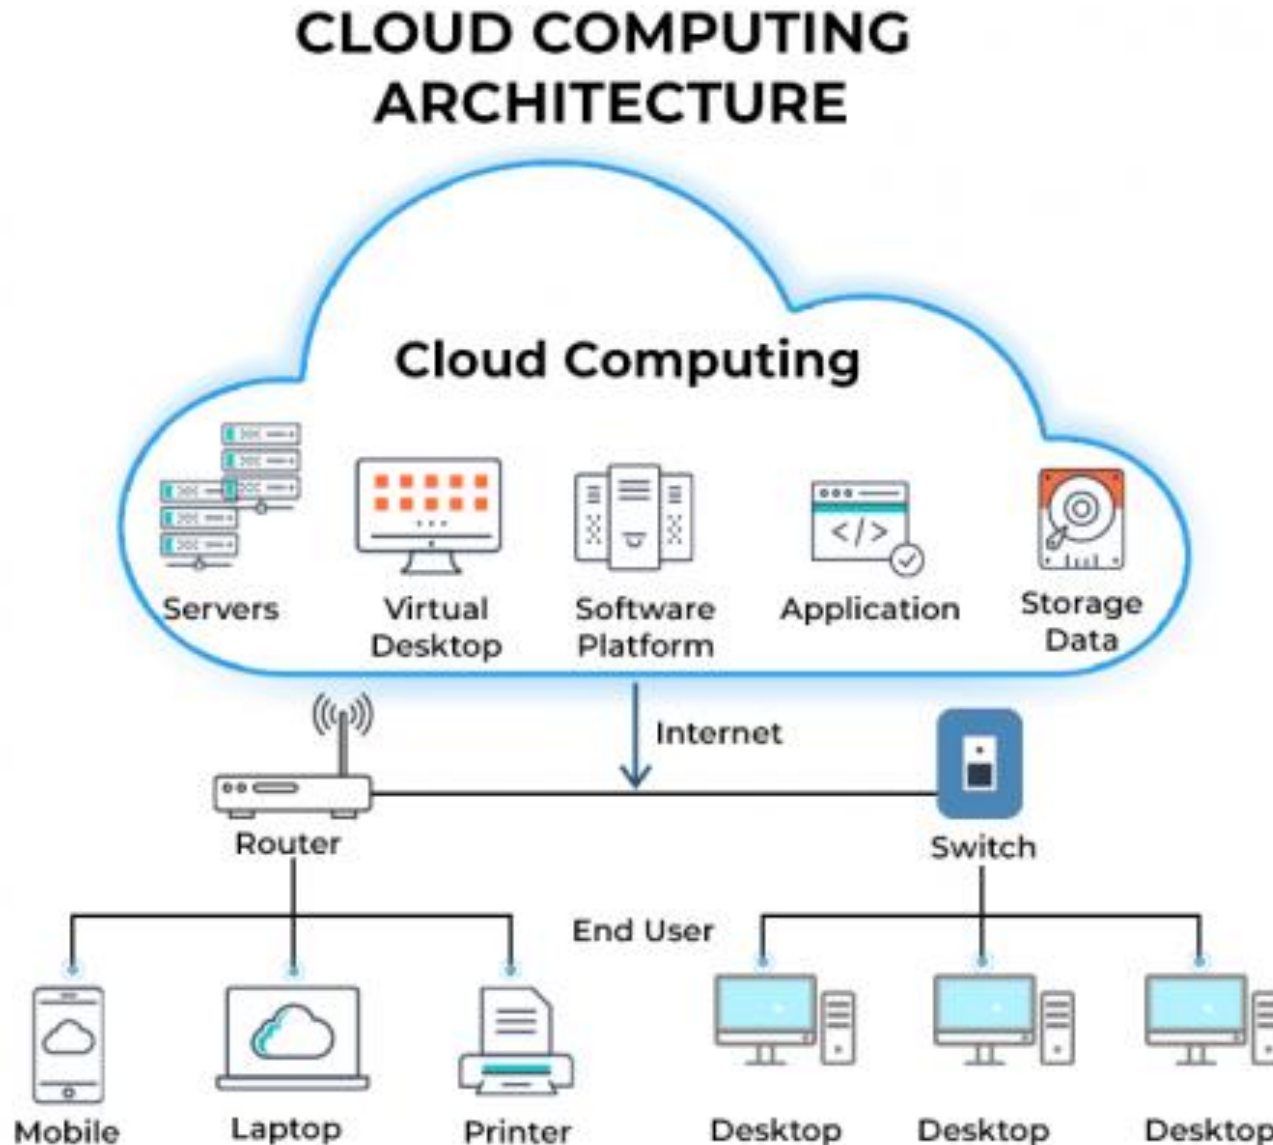 CLOUD COMPUTING
ARCHITECTURE
Cloud Computing
Servers
Virtual
Desktop
Software
Platform
Application
Storage
Data
Internet
Router
Switch
End User
Mobile
Laptop
Printer
Desktop
Desktop
Desktop